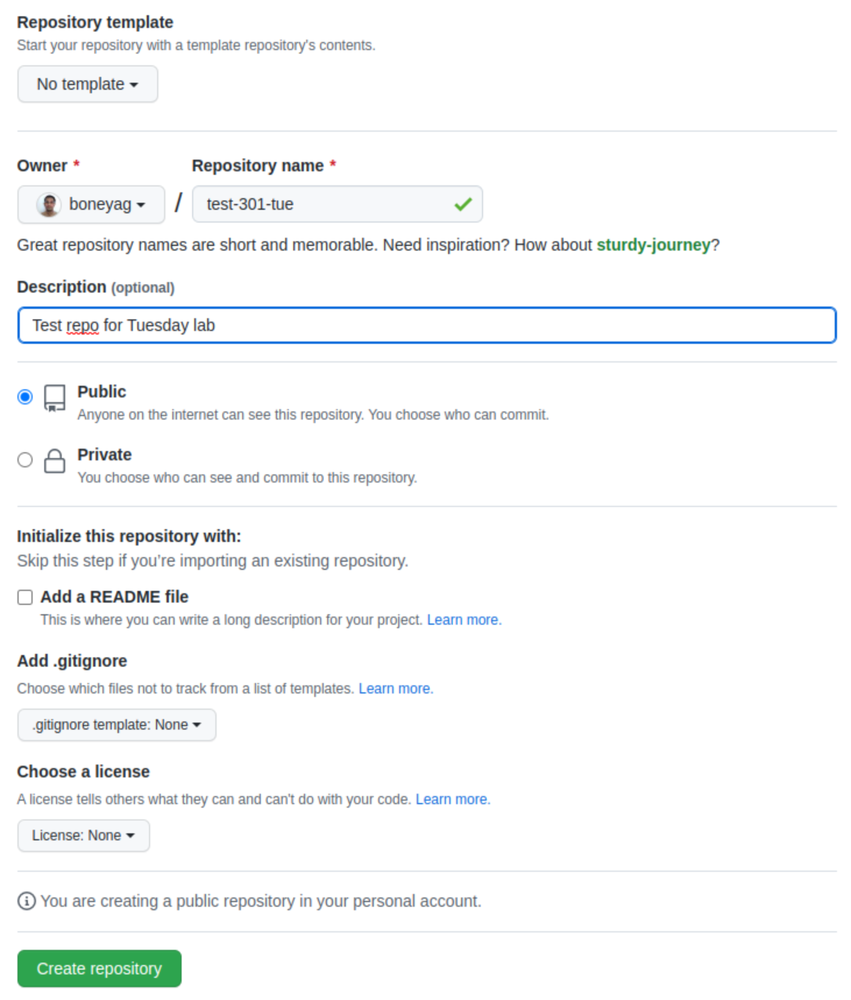 Repository template
Start your repository with a template repository's contents.
No template
Owner * Repository name *
boneyag / test-301-tue
Great repository names are short and memorable. Need inspiration? How about sturdy-journey?
Description (optional)
Test repo for Tuesday lab
Public
Anyone on the internet can see this repository. You choose who can commit.
Private
You choose who can see and commit to this repository.
Initialize this repository with:
Skip this step if you’re importing an existing repository.
Add a README file
This is where you can write a long description for your project. Learn more.
Add .gitignore
Choose which files not to track from a list of templates. Learn more.
.gitignore template: None
Choose a license
A license tells others what they can and can't do with your code. Learn more.
License: None
You are creating a public repository in your personal account.
Create repository